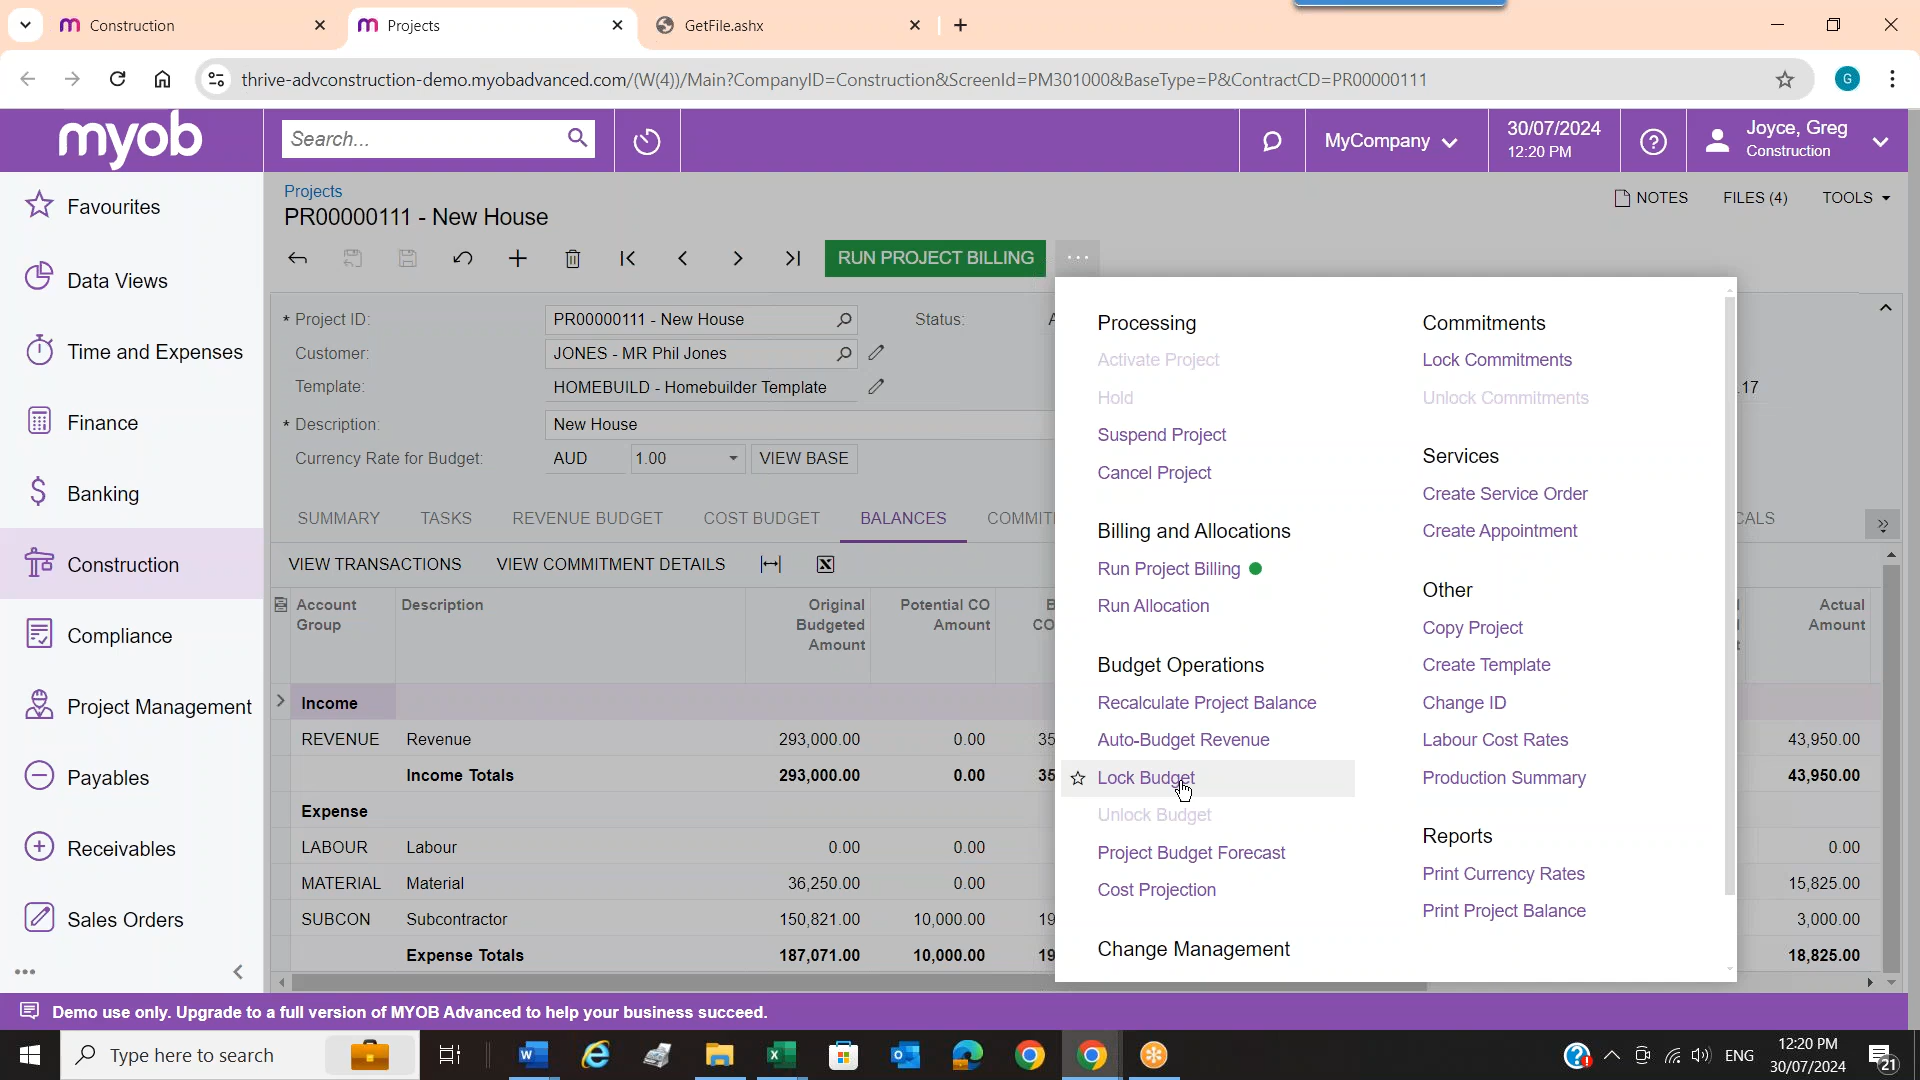 Construction
Projects
GetFile.ashx
thrive-advconstruction-demo.myobadvanced.com/(W(4))/Main?CompanyID=Construction&ScreenId=PM301000&BaseType=P&ContractCD=PR00000111
G
myob
Search...
MyCompany
30/07/2024
12:20 PM
Joyce, Greg
Construction
Favourites
Data Views
Time and Expenses
Finance
Banking
Construction
Compliance
Project Management
Payables
Receivables
Sales Orders
Projects
PR00000111 - New House
NOTES
FILES (4)
TOOLS
RUN PROJECT BILLING
* Project ID:
PR00000111 - New House
Status:
Customer:
JONES - MR Phil Jones
Template:
HOMEBUILD - Homebuilder Template
.17
* Description:
New House
Currency Rate for Budget:
AUD
1.00
VIEW BASE
SUMMARY
TASKS
REVENUE BUDGET
COST BUDGET
BALANCES
COMMIT
CALS
VIEW TRANSACTIONS
VIEW COMMITMENT DETAILS
Account Group
Description
Original Budgeted Amount
Potential CO Amount
Actual Amount
Income
REVENUE Revenue 293,000.00 0.00 35 43,950.00
Income Totals 293,000.00 0.00 35 43,950.00
Expense
LABOUR Labour 0.00 0.00 0.00
MATERIAL Material 36,250.00 0.00 15,825.00
SUBCON Subcontractor 150,821.00 10,000.00 19 3,000.00
Expense Totals 187,071.00 10,000.00 19 18,825.00
Processing
Activate Project
Hold
Suspend Project
Cancel Project
Billing and Allocations
Run Project Billing
Run Allocation
Budget Operations
Recalculate Project Balance
Auto-Budget Revenue
Lock Budget
Unlock Budget
Project Budget Forecast
Cost Projection
Change Management
Commitments
Lock Commitments
Unlock Commitments
Services
Create Service Order
Create Appointment
Other
Copy Project
Create Template
Change ID
Labour Cost Rates
Production Summary
Reports
Print Currency Rates
Print Project Balance
Demo use only. Upgrade to a full version of MYOB Advanced to help your business succeed.
Type here to search
ENG
12:20 PM
30/07/2024
21